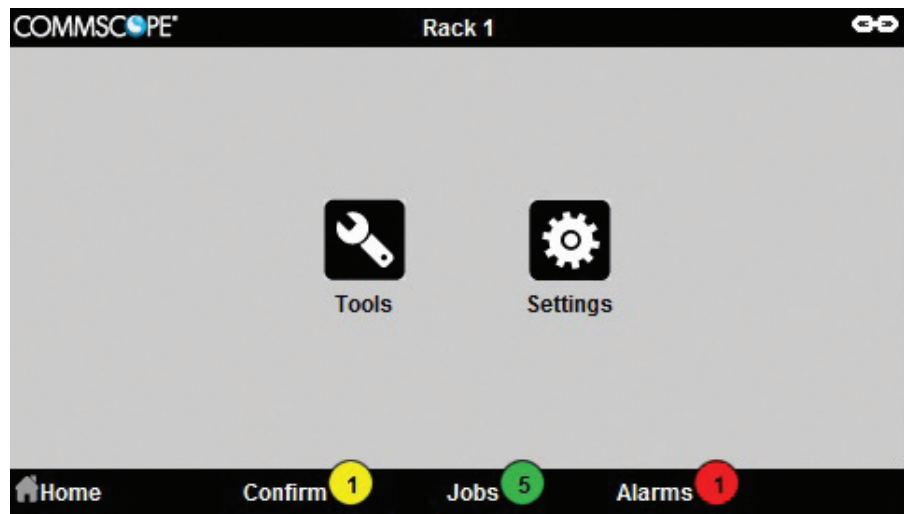 COMMSCOPE® Rack 1
Tools Settings
Home Confirm 1 Jobs 5 Alarms 1